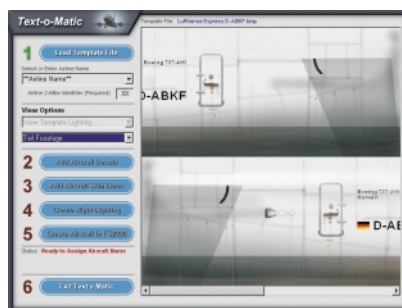 Text-o-Matic
Template File: Lufthansa Express D-ABKF.bmp
1 Load Template File
Select or Enter Airline Name
**Airline Name**
Airline 2-letter Identifier (Required) XX
View Options
View Template Lighting...
Tail Fuselage
2 Add Aircraft Decals
3 Add Aircraft Side Lines
4 Create Night Lighting
5 Create Aircraft in FS2000
Status: Ready to Assign Aircraft Name
6 Exit Text-o-Matic
Boeing 737-400
D-ABKF
Boeing 737-400
D-AB